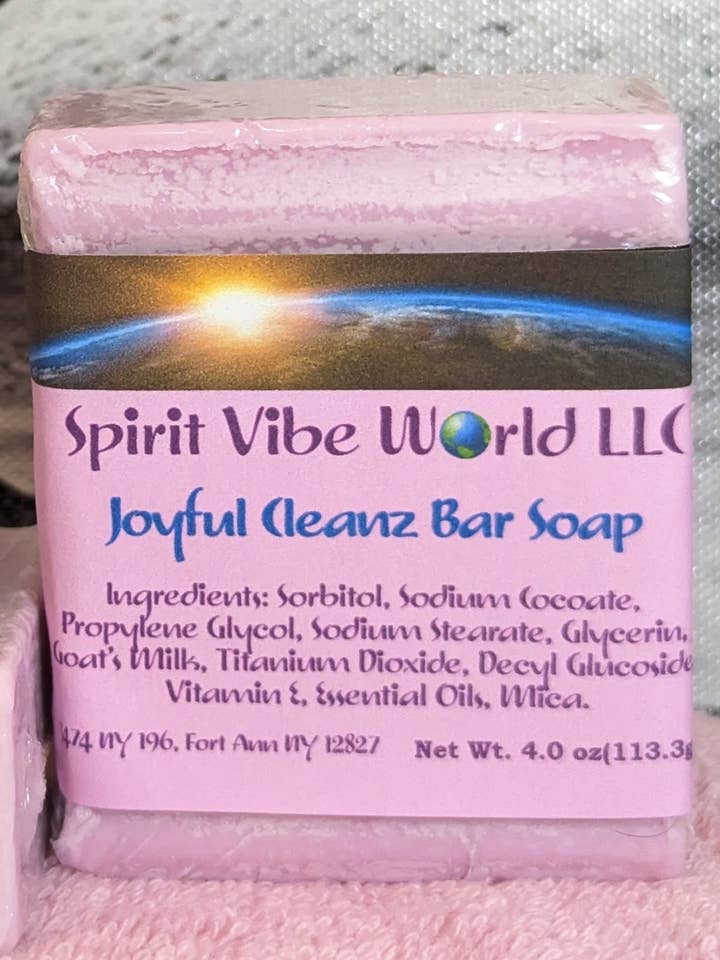 Spirit Vibe World LLC
Joyful Cleanz Bar Soap
Ingredients: Sorbitol, Sodium Cocoate,
Propylene Glycol, Sodium Stearate, Glycerin,
Goat's Milk, Titanium Dioxide, Decyl Glucoside
Vitamin E, Essential Oils, Mica.
NY 196, Fort Ann NY 12827 Net Wt. 4.0 oz(113.3g